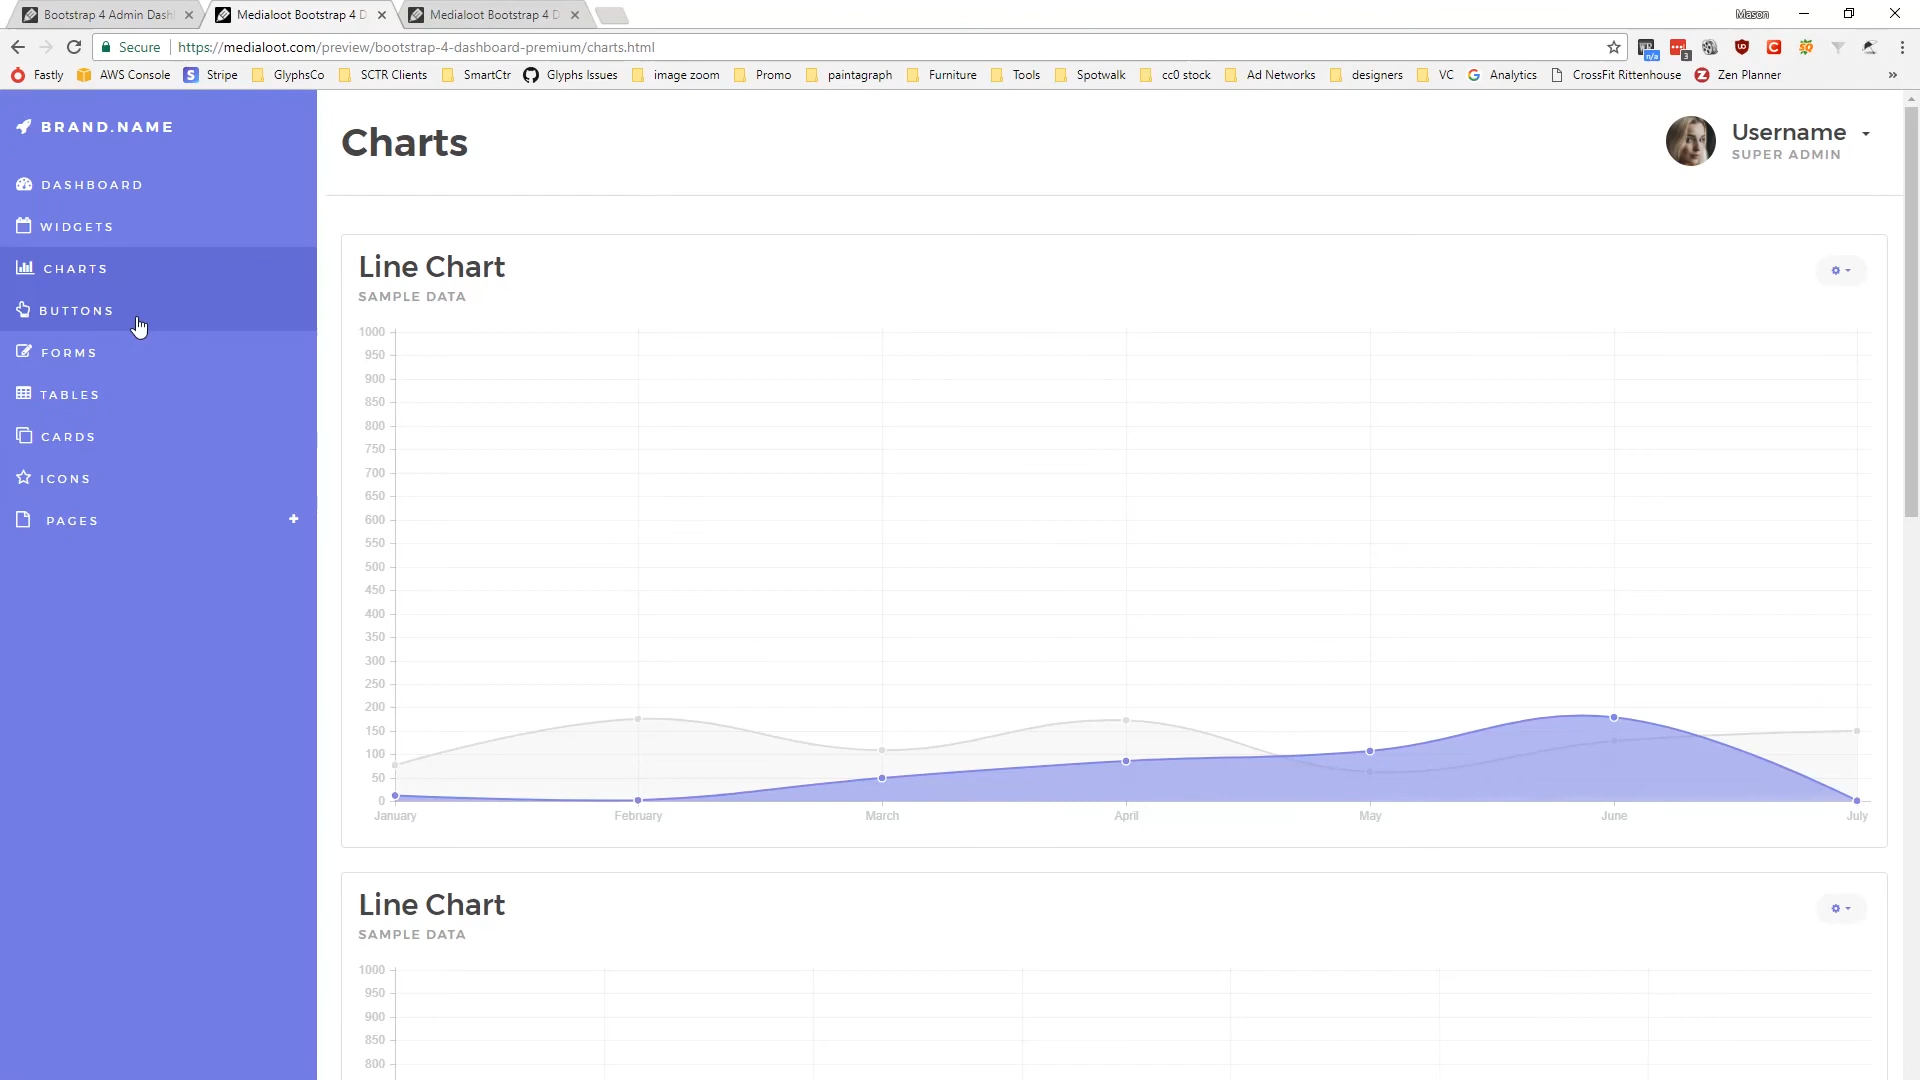 Bootstrap 4 Admin Dash
Medialoot Bootstrap 4 D
Medialoot Bootstrap 4 D
Mason
Secure
https://medialoot.com/preview/bootstrap-4-dashboard-premium/charts.html
n/a
3
Fastly
AWS Console
Stripe
GlyphsCo
SCTR Clients
SmartCtr
Glyphs Issues
image zoom
Promo
paintagraph
Furniture
Tools
Spotwalk
cc0 stock
Ad Networks
designers
VC
Analytics
CrossFit Rittenhouse
Zen Planner
»
BRAND.NAME
DASHBOARD
WIDGETS
CHARTS
BUTTONS
FORMS
TABLES
CARDS
ICONS
PAGES
+
Charts
Username
SUPER ADMIN
Line Chart
SAMPLE DATA
1000
950
900
850
800
750
700
650
600
550
500
450
400
350
300
250
200
150
100
50
0
January
February
March
April
May
June
July
Line Chart
SAMPLE DATA
1000
950
900
850
800